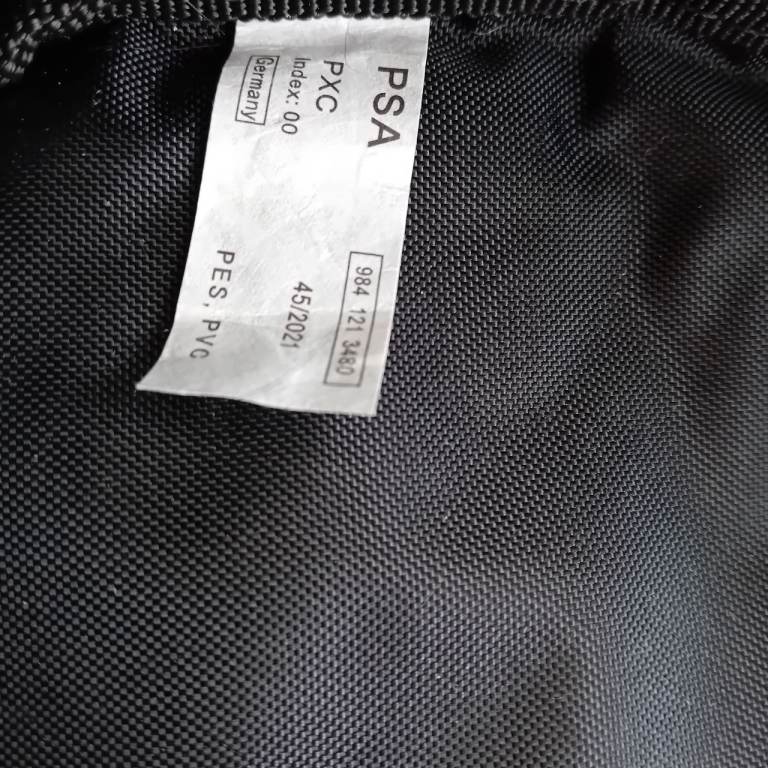 PSA 984 121 3480
PXC
Index: 00 45/2021
Germany PES, PVC